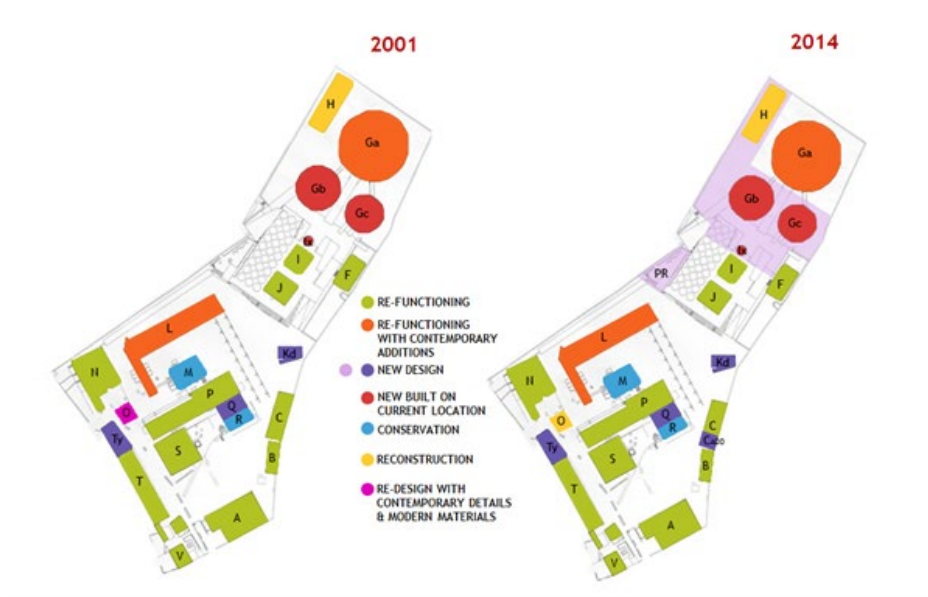 2001
2014
H
Ga
Gb
Gc
I
J
F
L
N
M
Kd
P
O
Q
R
Ty
C
S
B
T
A
V
RE-FUNCTIONING
RE-FUNCTIONING
WITH CONTEMPORARY
ADDITIONS
NEW DESIGN
NEW BUILT ON
CURRENT LOCATION
CONSERVATION
RECONSTRUCTION
RE-DESIGN WITH
CONTEMPORARY DETAILS
& MODERN MATERIALS
H
Ga
Gb
Gc
I
PR
J
F
L
N
M
Kd
P
O
Q
R
Ty
C
Cadd
S
B
T
A
V